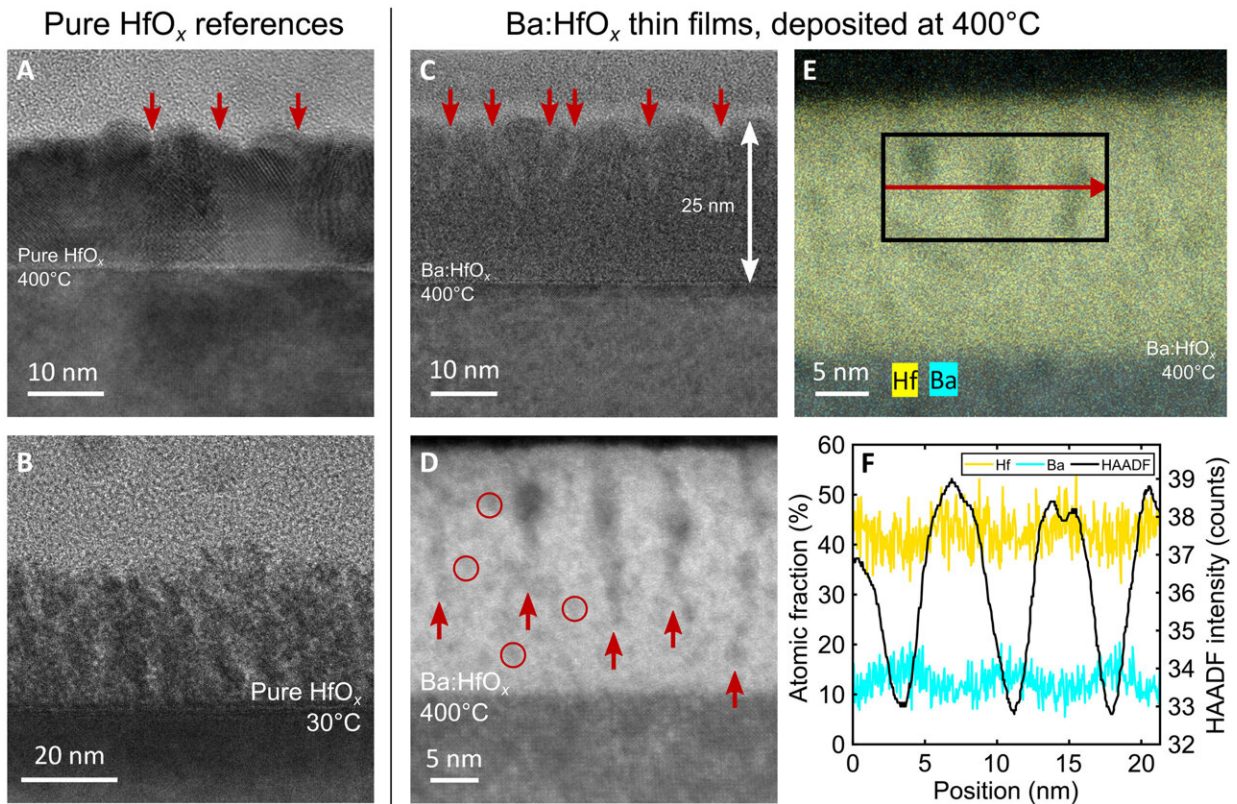 Pure HfOₓ references
Ba:HfOₓ thin films, deposited at 400°C
A
Pure HfOₓ
400°C
10 nm
B
Pure HfOₓ
30°C
20 nm
C
25 nm
Ba:HfOₓ
400°C
10 nm
D
Ba:HfOₓ
400°C
5 nm
E
Ba:HfOₓ
400°C
5 nm
Hf Ba
F
Hf Ba HAADF
Atomic fraction (%)
60
50
40
30
20
10
0
HAADF intensity (counts)
39
38
37
36
35
34
33
32
0 5 10 15 20
Position (nm)